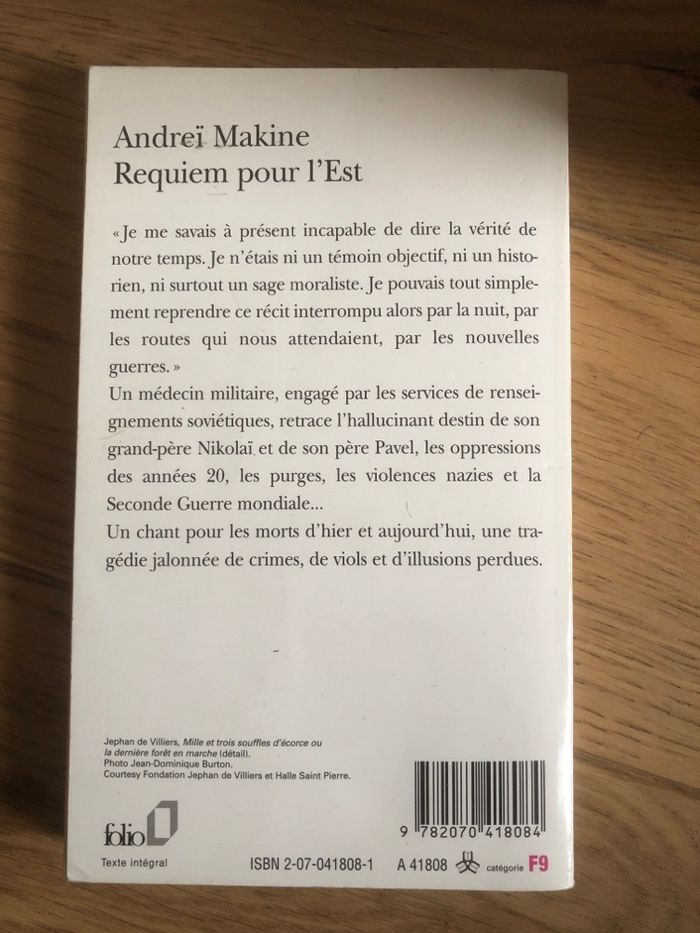 Andreï Makine
Requiem pour l'Est
« Je me savais à présent incapable de dire la vérité de
notre temps. Je n'étais ni un témoin objectif, ni un histo-
rien, ni surtout un sage moraliste. Je pouvais tout simple-
ment reprendre ce récit interrompu alors par la nuit, par
les routes qui nous attendaient, par les nouvelles
guerres. »
Un médecin militaire, engagé par les services de rensei-
gnements soviétiques, retrace l'hallucinant destin de son
grand-père Nikolaï et de son père Pavel, les oppressions
des années 20, les purges, les violences nazies et la
Seconde Guerre mondiale...
Un chant pour les morts d'hier et aujourd'hui, une tra-
gédie jalonnée de crimes, de viols et d'illusions perdues.
Jephan de Villiers, Mille et trois souffles d'écorce ou
la dernière forêt en marche (détail).
Photo Jean-Dominique Burton.
Courtesy Fondation Jephan de Villiers et Halle Saint Pierre.
folio
Texte intégral
9 782070 418084
ISBN 2-07-041808-1 A 41808 catégorie F9